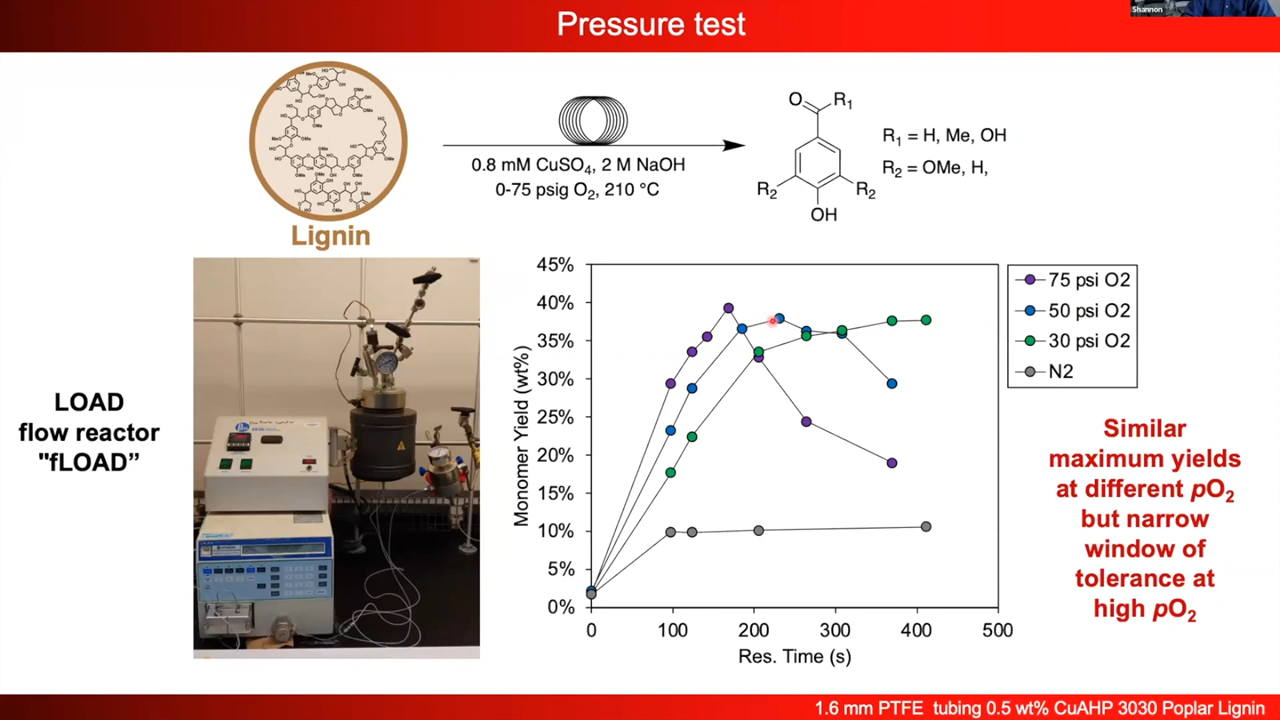 Shannon
Pressure test
Lignin
0.8 mM CuSO₄, 2 M NaOH
0-75 psig O₂, 210 °C
O
R₁
R₂
R₂
OH
R₁ = H, Me, OH
R₂ = OMe, H,
LOAD
flow reactor
"fLOAD”
Monomer Yield (wt%)
45%
40%
35%
30%
25%
20%
15%
10%
5%
0%
0
100
200
300
400
500
Res. Time (s)
75 psi O2
50 psi O2
30 psi O2
N2
Similar
maximum yields
at different pO₂
but narrow
window of
tolerance at
high pO₂
1.6 mm PTFE tubing 0.5 wt% CuAHP 3030 Poplar Lignin